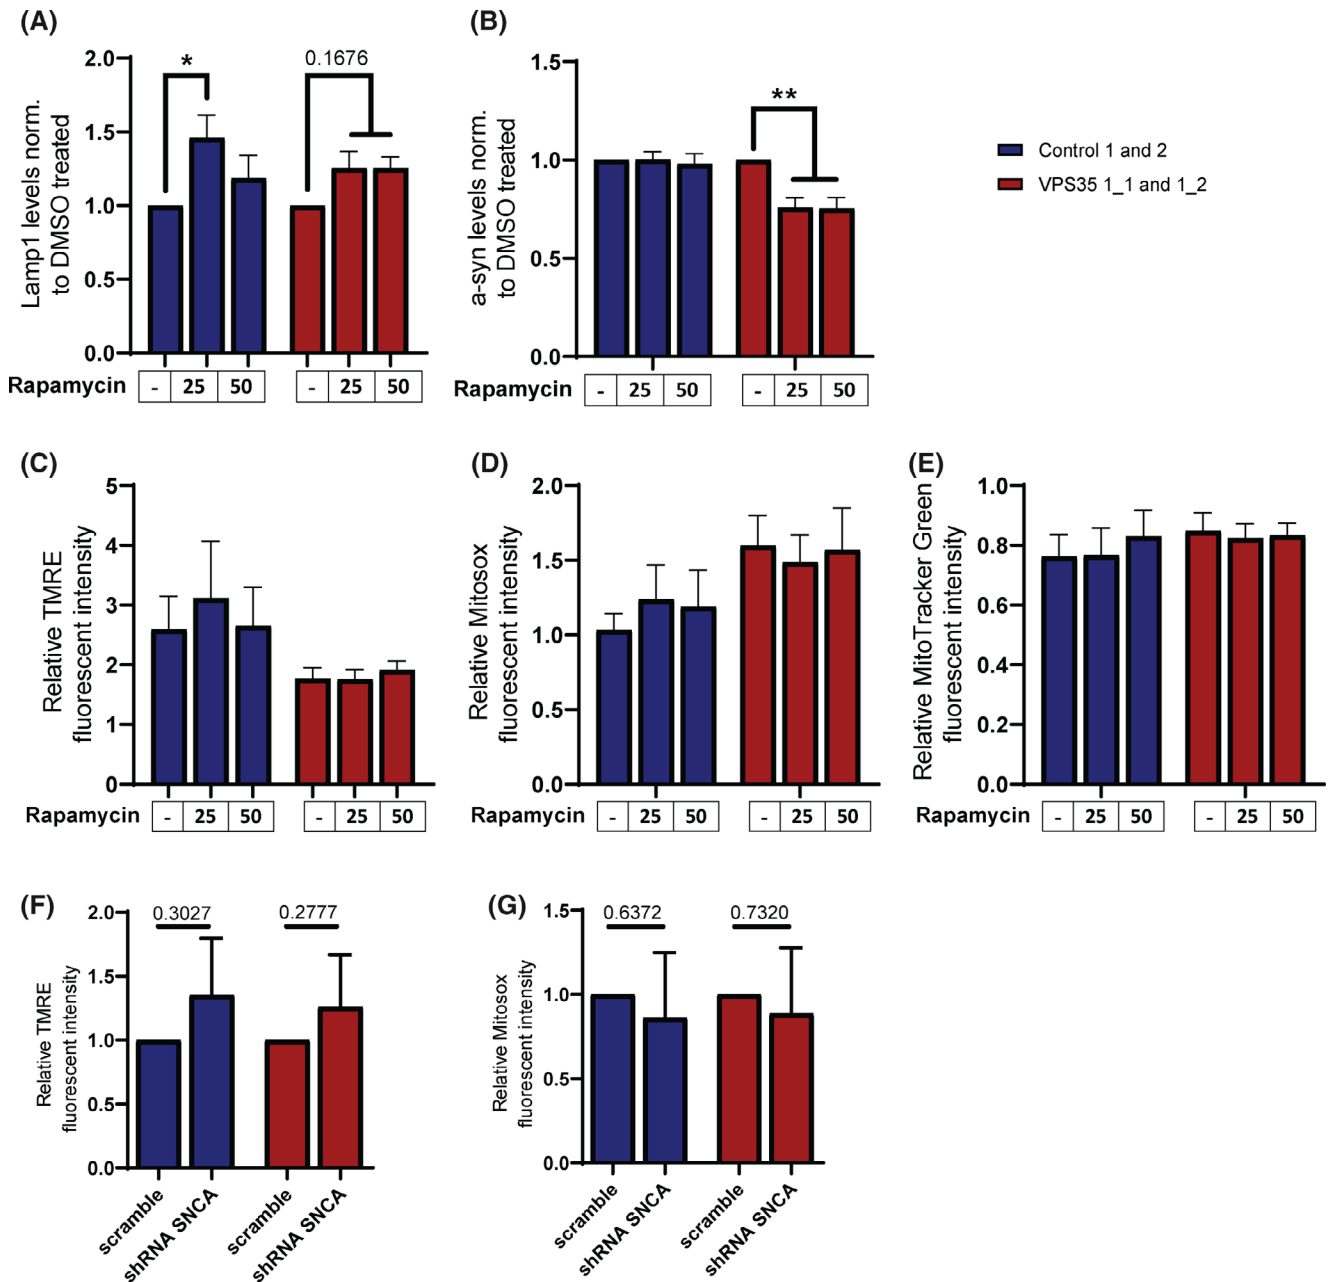 (A)
Lamp1 levels norm.
to DMSO treated
2.0
1.5
1.0
0.5
0.0
*
0.1676
Rapamycin - 25 50 - 25 50
(B)
a-syn levels norm.
to DMSO treated
1.5
1.0
0.5
0.0
**
Rapamycin - 25 50 - 25 50
Control 1 and 2
VPS35 1_1 and 1_2
(C)
Relative TMRE
fluorescent intensity
5
4
3
2
1
0
Rapamycin - 25 50 - 25 50
(D)
Relative Mitosox
fluorescent intensity
2.0
1.5
1.0
0.5
0.0
Rapamycin - 25 50 - 25 50
(E)
Relative MitoTracker Green
fluorescent intensity
1.0
0.8
0.6
0.4
0.2
0.0
Rapamycin - 25 50 - 25 50
(F)
Relative TMRE
fluorescent intensity
2.0
1.5
1.0
0.5
0.0
0.3027
0.2777
scramble
shRNA SNCA
scramble
shRNA SNCA
(G)
Relative Mitosox
fluorescent intensity
1.5
1.0
0.5
0.0
0.6372
0.7320
scramble
shRNA SNCA
scramble
shRNA SNCA